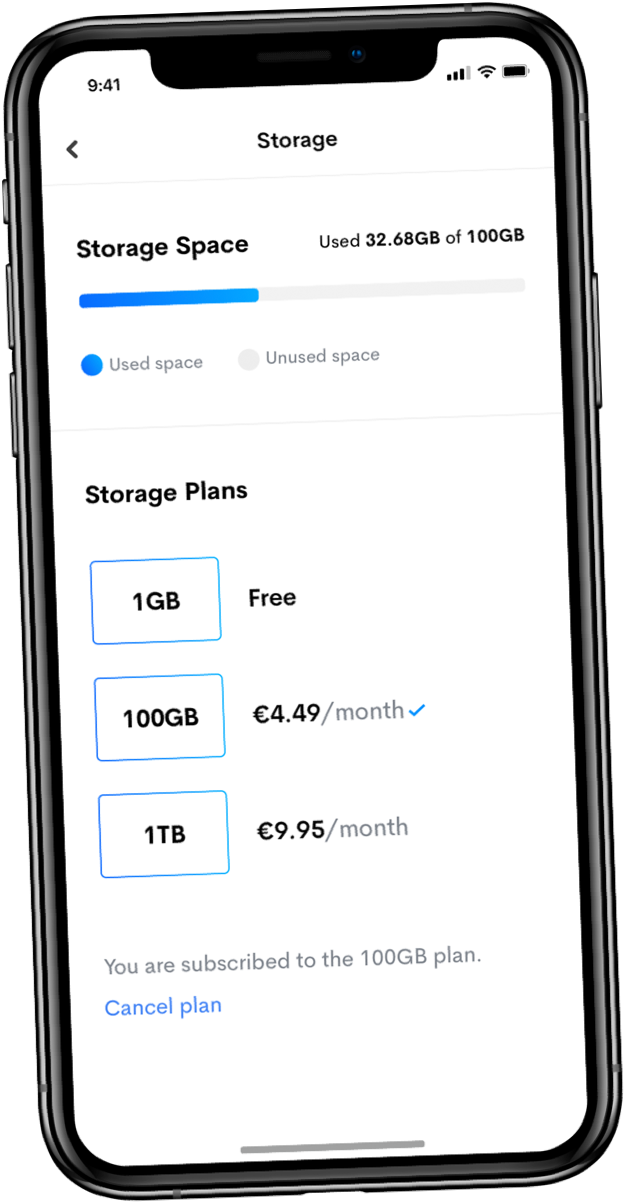 9:41
Storage
Storage Space
Used 32.68GB of 100GB
Used space
Unused space
Storage Plans
1GB
Free
100GB
€4.49/month
1TB
€9.95/month
You are subscribed to the 100GB plan.
Cancel plan